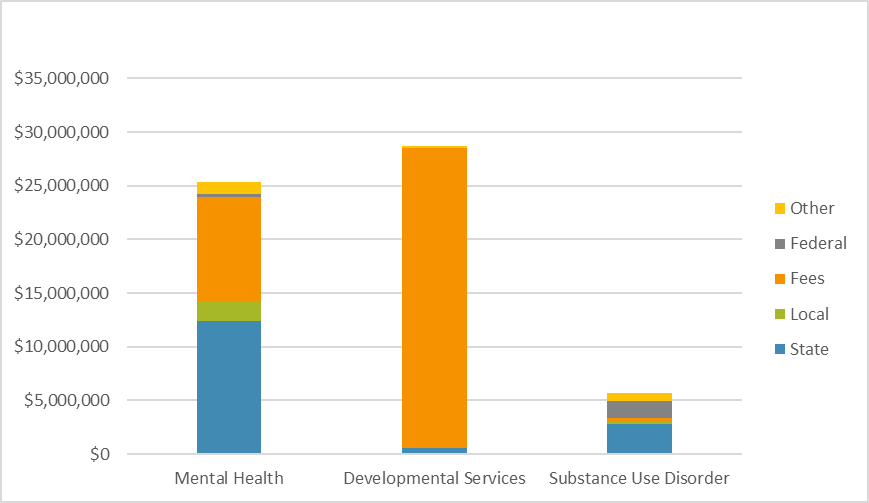 $35,000,000
$30,000,000
$25,000,000
$20,000,000
$15,000,000
$10,000,000
$5,000,000
$0
Mental Health
Developmental Services
Substance Use Disorder
Other
Federal
Fees
Local
State